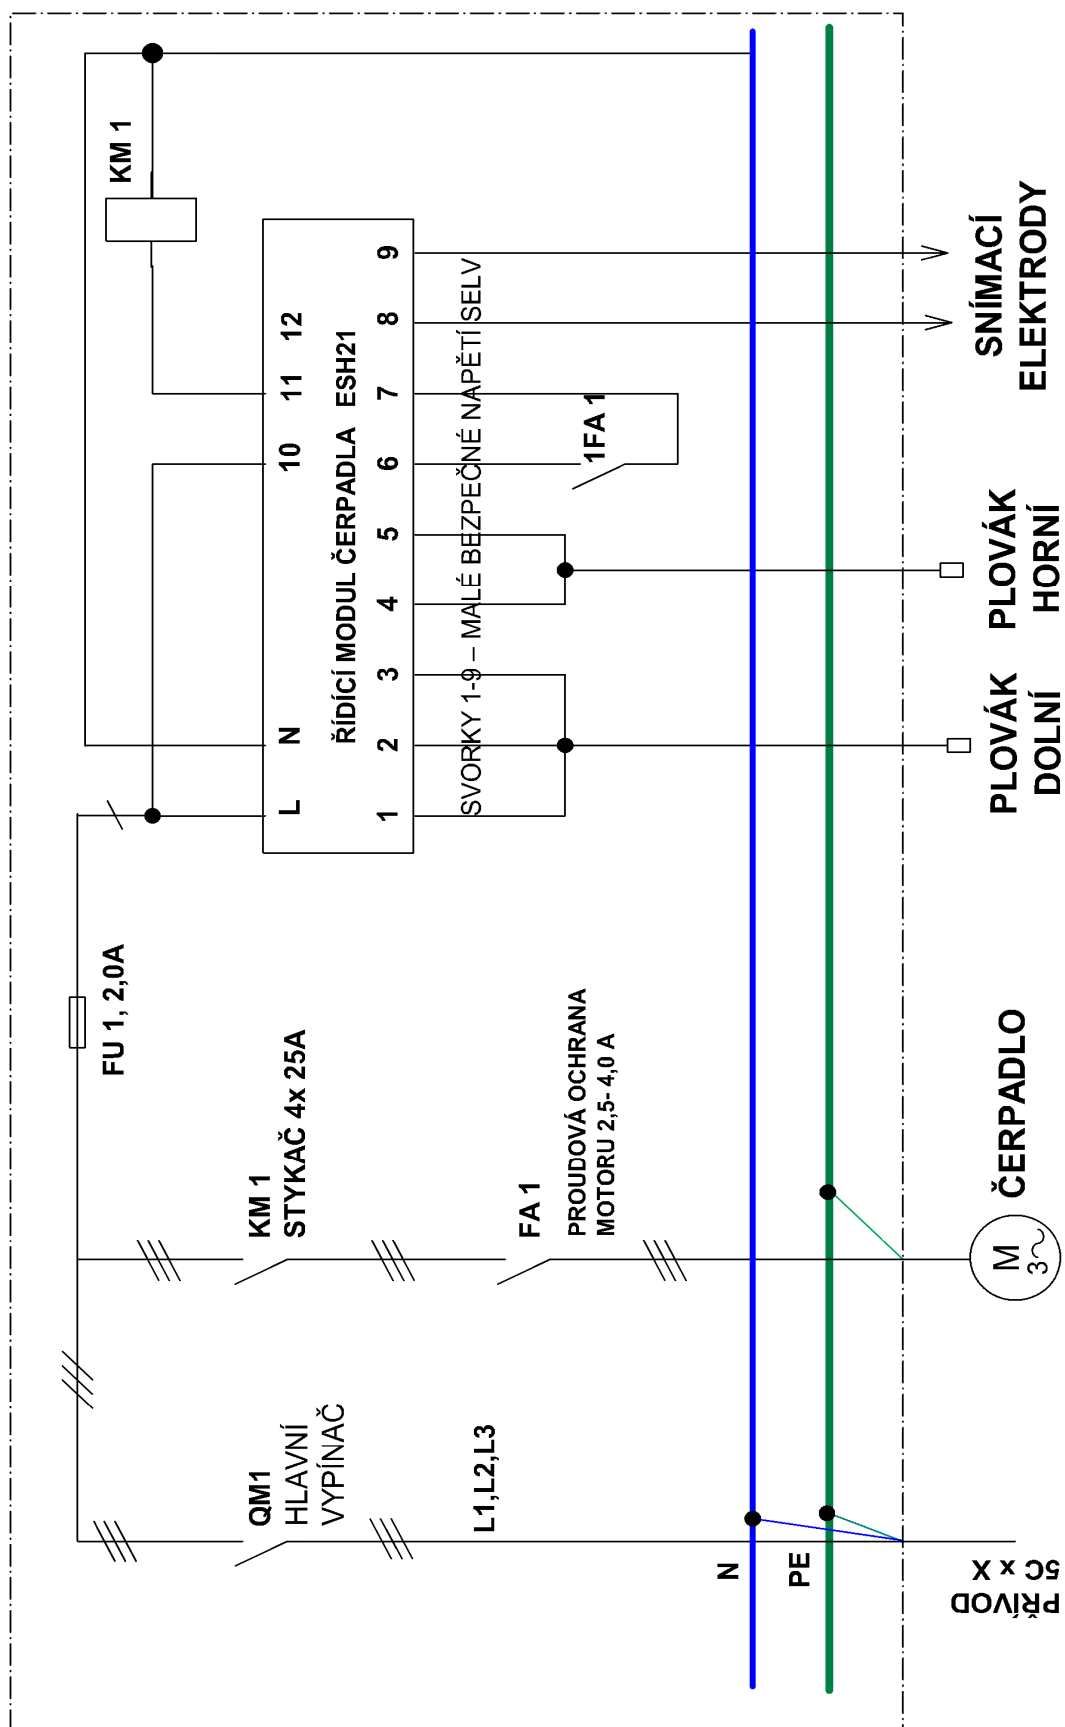 PŘÍVOD
5C x X
N
PE
L1,L2,L3
QM1
HLAVNÍ
VYPÍNAČ
KM 1
STYKAČ 4x 25A
FA 1
PROUDOVÁ OCHRANA
MOTORU 2,5- 4,0 A
M
3
ČERPADLO
FU 1, 2,0A
L N 10 11 12
ŘÍDÍCÍ MODUL ČERPADLA ESH21
1 2 3 4 5 6 7 8 9
SVORKY 1-9 – MALÉ BEZPEČNÉ NAPĚTÍ SELV
KM 1
1FA 1
PLOVÁK
DOLNÍ
PLOVÁK
HORNÍ
SNÍMACÍ
ELEKTRODY